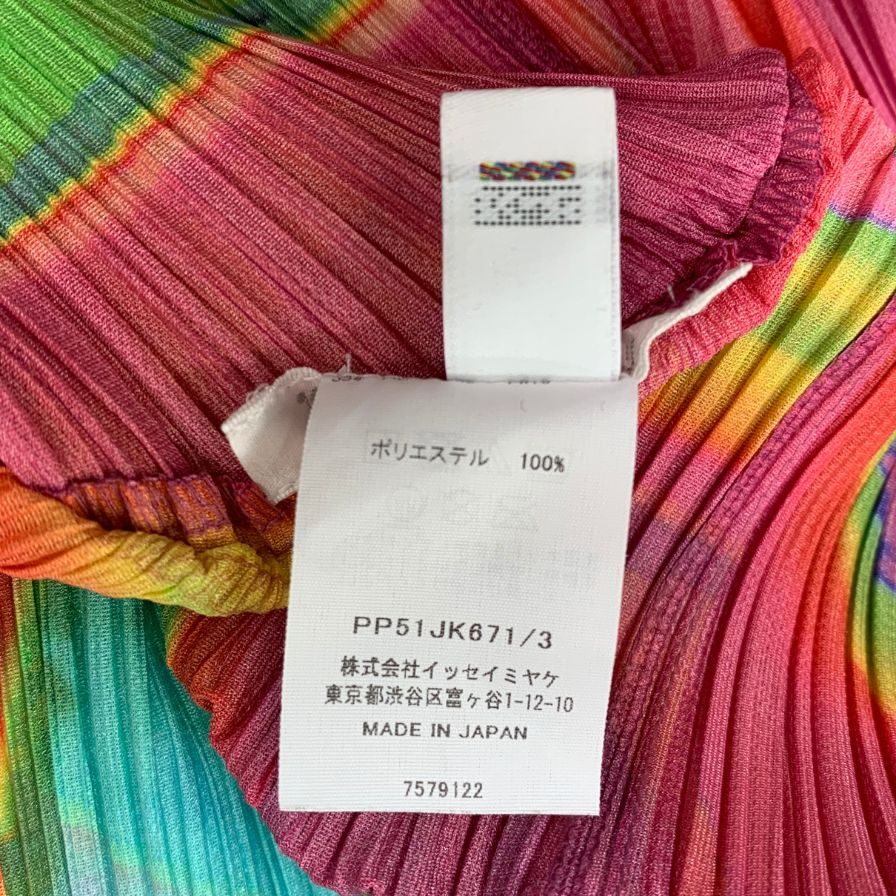 ポリエステル 100%
PP51JK671/3
株式会社イッセイミヤケ
東京都渋谷区富ヶ谷1-12-10
MADE IN JAPAN
7579122